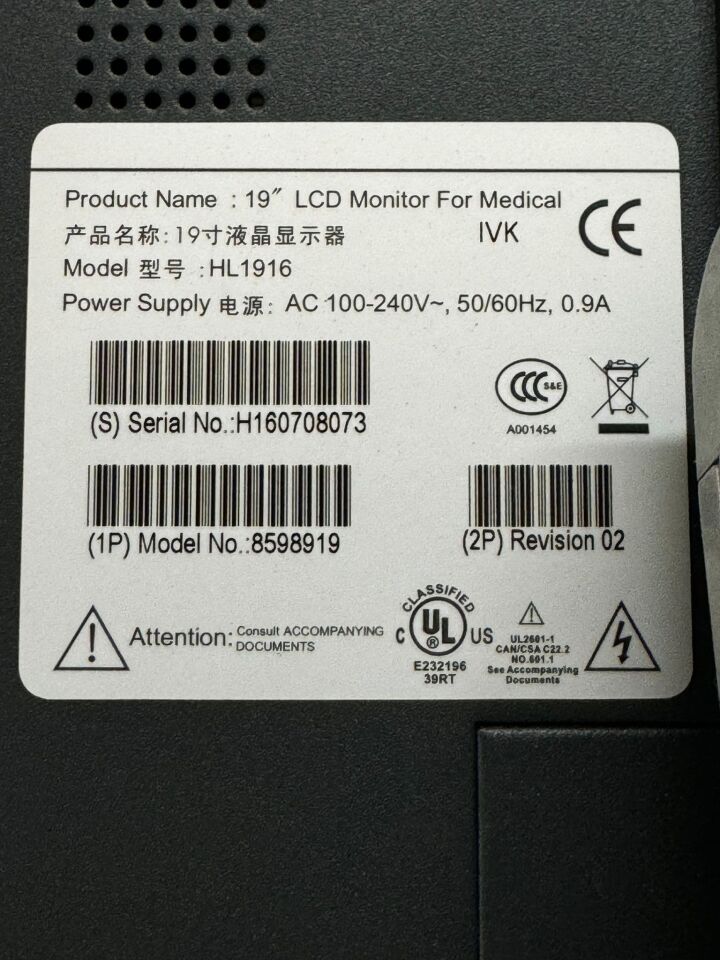 Product Name : 19″ LCD Monitor For Medical
产品名称:19寸液晶显示器 IVK
CE
Model 型号 :HL1916
Power Supply 电源: AC 100-240V~, 50/60Hz, 0.9A
(S) Serial No.:H160708073
CCC S&E
A001454
(1P) Model No.:8598919
(2P) Revision 02
Attention: Consult ACCOMPANYING
DOCUMENTS
CLASSIFIED
C UL ® US
E232196
39RT
UL2601-1
CAN/CSA C22.2
NO.601.1
See Accompanying
Documents